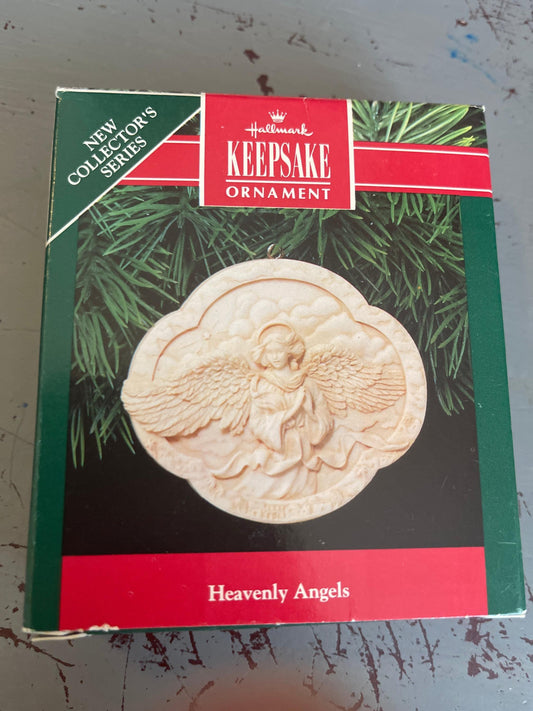 NEW
COLLECTOR'S
SERIES
Hallmark
KEEPSAKE
ORNAMENT
Heavenly Angels